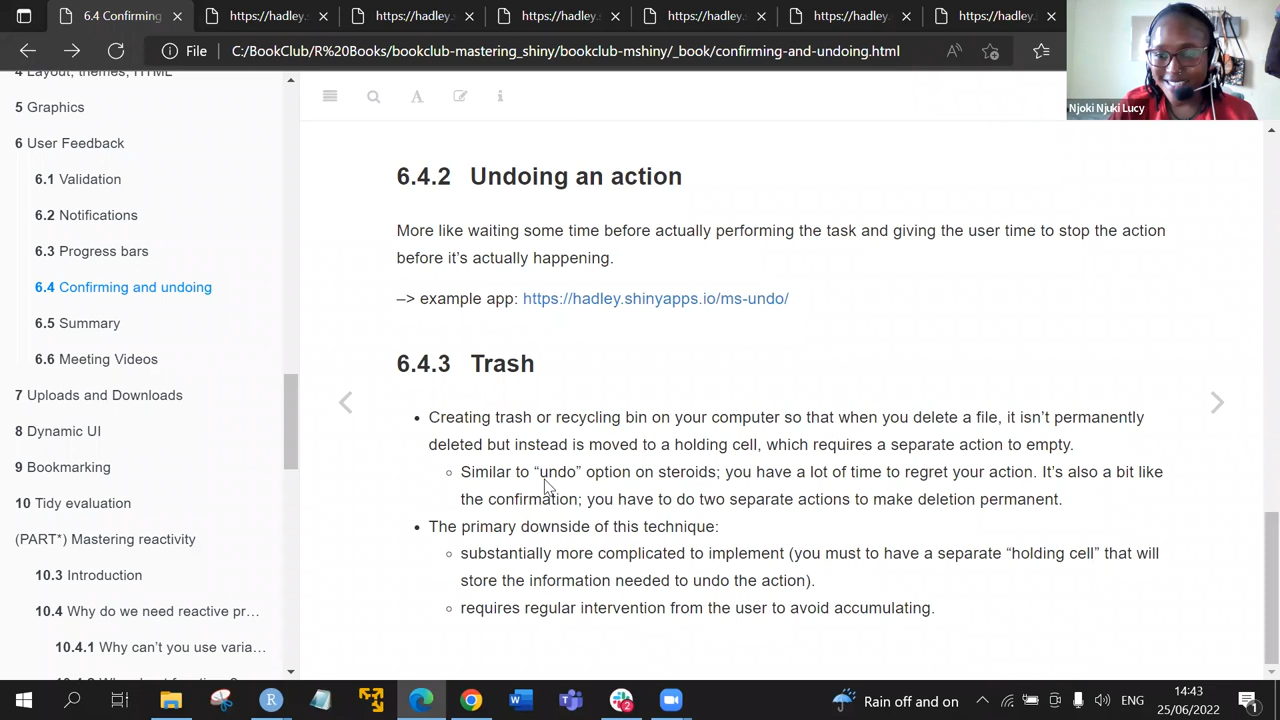 6.4 Confirming
https://hadley.
https://hadley.
https://hadley.
https://hadley.s
https://hadley.
https://hadley.
File
C:/BookClub/R%20Books/bookclub-mastering_shiny/bookclub-mshiny/_book/confirming-and-undoing.html
Njoki Njuki Lucy
4 Layout, themes, HTML
5 Graphics
6 User Feedback
6.1 Validation
6.2 Notifications
6.3 Progress bars
6.4 Confirming and undoing
6.5 Summary
6.6 Meeting Videos
7 Uploads and Downloads
8 Dynamic UI
9 Bookmarking
10 Tidy evaluation
(PART*) Mastering reactivity
10.3 Introduction
10.4 Why do we need reactive pr…
10.4.1 Why can’t you use varia…
6.4.2 Undoing an action
More like waiting some time before actually performing the task and giving the user time to stop the action
before it’s actually happening.
–> example app: https://hadley.shinyapps.io/ms-undo/
6.4.3 Trash
• Creating trash or recycling bin on your computer so that when you delete a file, it isn’t permanently
deleted but instead is moved to a holding cell, which requires a separate action to empty.
◦ Similar to “undo” option on steroids; you have a lot of time to regret your action. It’s also a bit like
the confirmation; you have to do two separate actions to make deletion permanent.
• The primary downside of this technique:
◦ substantially more complicated to implement (you must to have a separate “holding cell” that will
store the information needed to undo the action).
◦ requires regular intervention from the user to avoid accumulating.
Rain off and on
ENG
14:43
25/06/2022